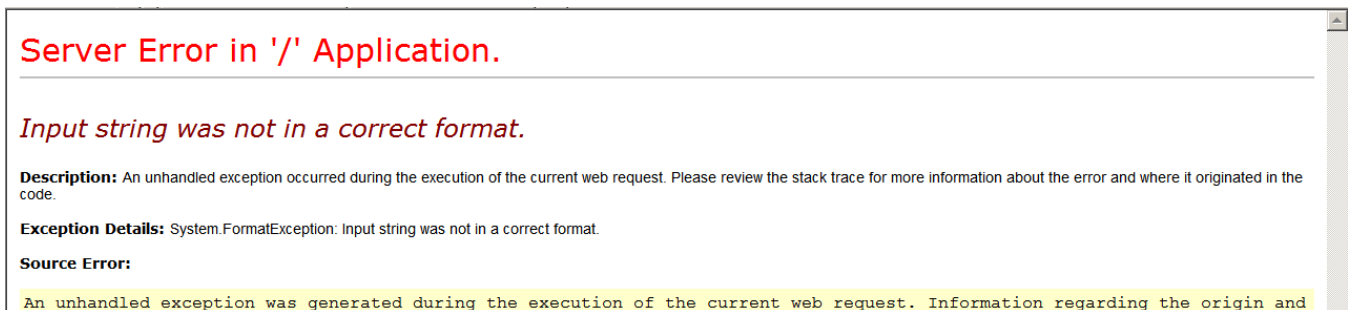 Server Error in '/' Application.
Input string was not in a correct format.
Description: An unhandled exception occurred during the execution of the current web request. Please review the stack trace for more information about the error and where it originated in the
code.
Exception Details: System.FormatException: Input string was not in a correct format.
Source Error:
An unhandled exception was generated during the execution of the current web request. Information regarding the origin and